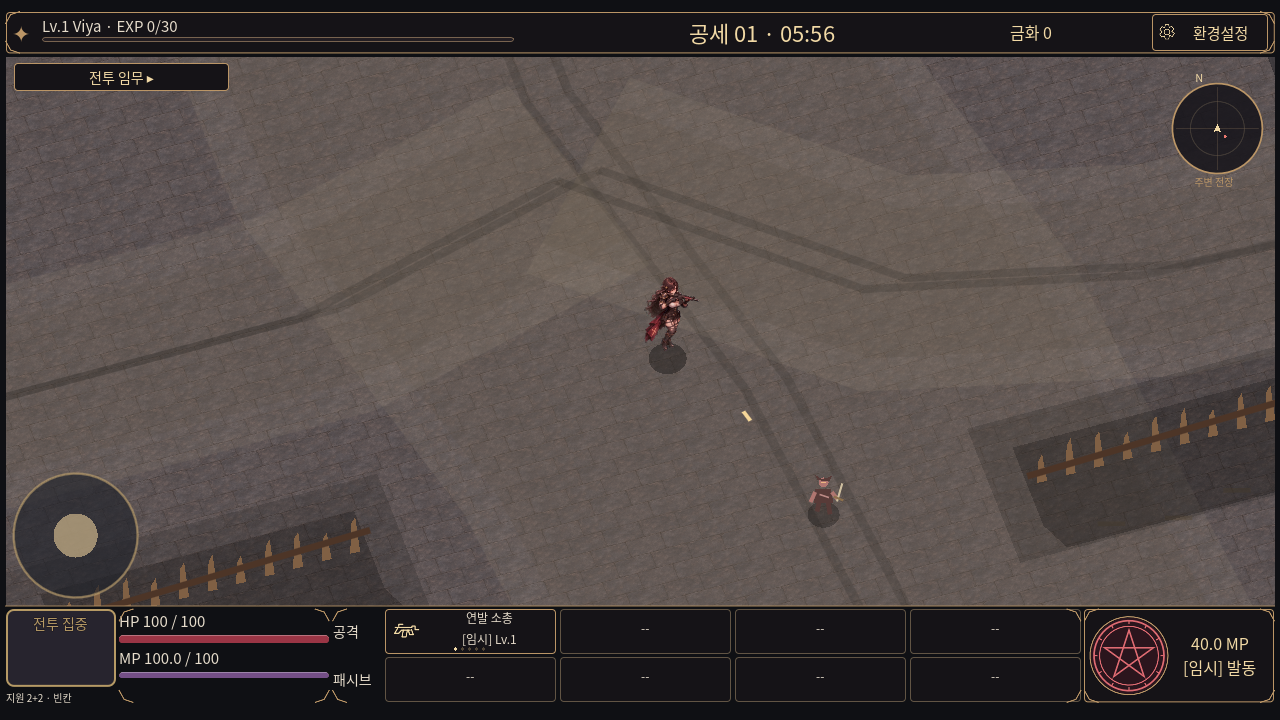 Lv.1 Viya · EXP 0/30
공세 01 · 05:56
금화 0
환경설정
전투 임무 ▸
N
주변 전장
전투 집중
지원 2+2 · 빈칸
HP 100 / 100
MP 100.0 / 100
공격
패시브
연발 소총
[임시] Lv.1
--
--
--
--
--
--
--
40.0 MP
[임시] 발동